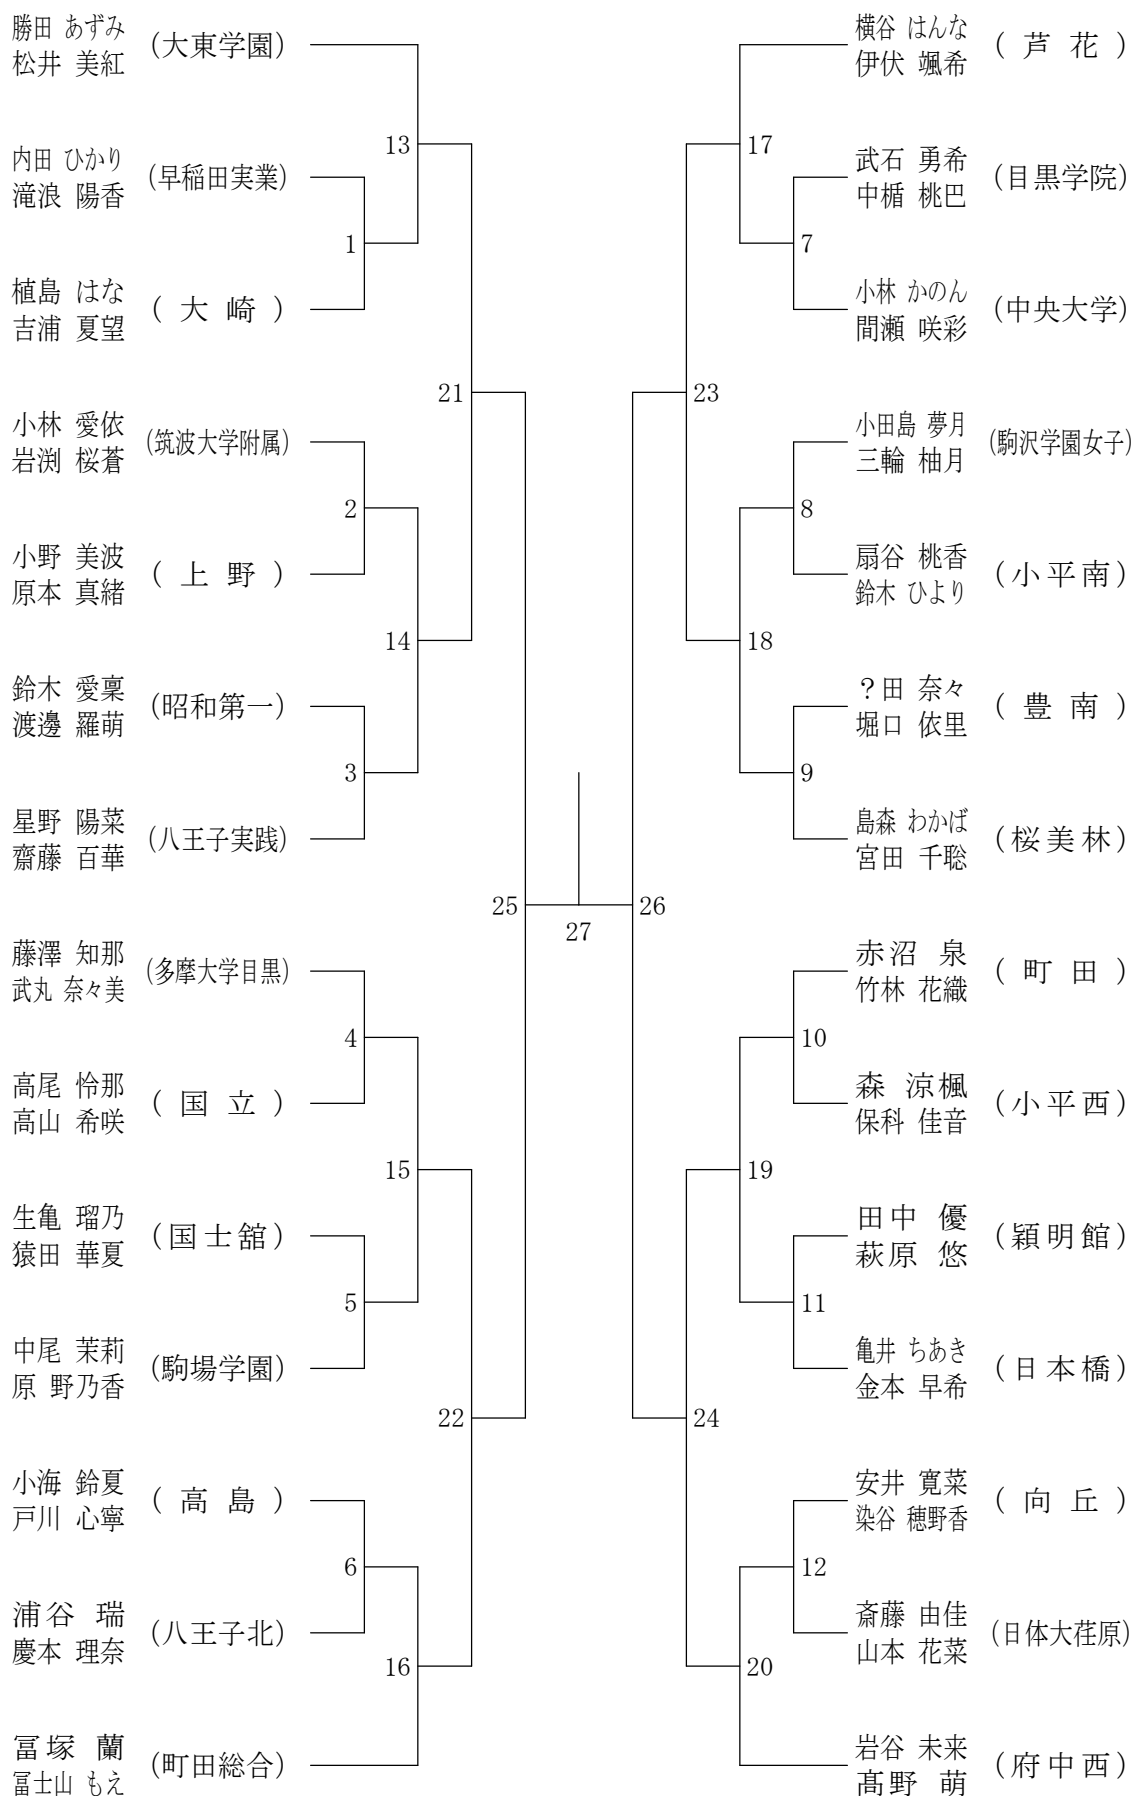 勝田 あずみ
松井 美紅
(大東学園)
13
内田 ひかり
滝浪 陽香
(早稲田実業)
1
植島 はな
吉浦 夏望
( 大 崎 )
21
小林 愛依
岩渕 桜蒼
(筑波大学附属)
2
小野 美波
原本 真緒
( 上 野 )
14
鈴木 愛稟
渡邊 羅萌
(昭和第一)
3
星野 陽菜
齋藤 百華
(八王子実践)
25
藤澤 知那
武丸 奈々美
(多摩大学目黒)
4
高尾 怜那
高山 希咲
( 国 立 )
15
生亀 瑠乃
猿田 華夏
(国士舘)
5
中尾 茉莉
原 野乃香
(駒場学園)
22
小海 鈴夏
戸川 心寧
( 高 島 )
6
浦谷 瑞
慶本 理奈
(八王子北)
16
冨塚 蘭
冨士山 もえ
(町田総合)
27
横谷 はんな
伊伏 颯希
( 芦 花 )
17
武石 勇希
中楯 桃巴
(目黒学院)
7
小林 かのん
間瀬 咲彩
(中央大学)
23
小田島 夢月
三輪 柚月
(駒沢学園女子)
8
扇谷 桃香
鈴木 ひより
(小平南)
18
?田 奈々
堀口 依里
( 豊 南 )
9
島森 わかば
宮田 千聡
(桜美林)
26
赤沼 泉
竹林 花織
( 町 田 )
10
森 涼楓
保科 佳音
(小平西)
19
田中 優
萩原 悠
(穎明館)
11
亀井 ちあき
金本 早希
(日本橋)
24
安井 寛菜
染谷 穂野香
( 向 丘 )
12
斎藤 由佳
山本 花菜
(日体大荏原)
20
岩谷 未来
髙野 萌
(府中西)